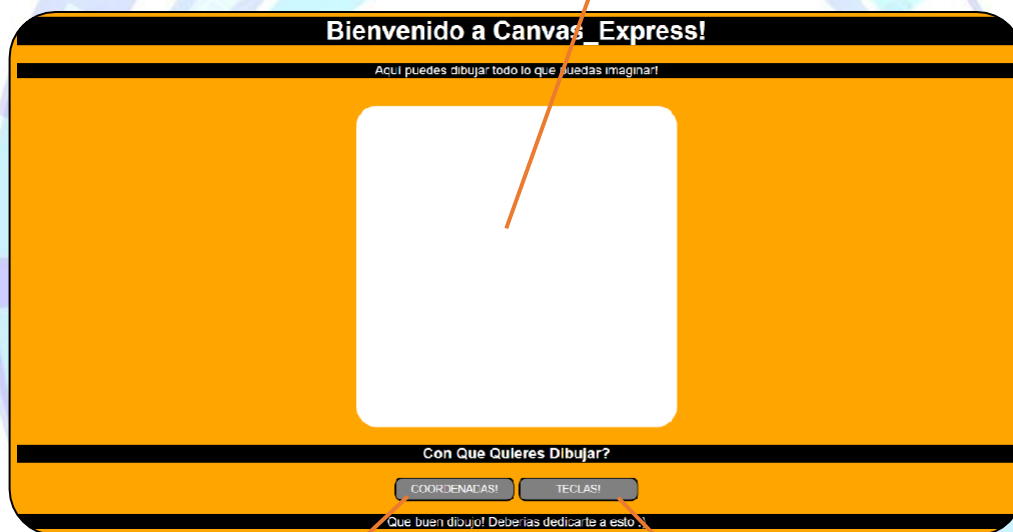 Bienvenido a Canvas_Express!
Aquí puedes dibujar todo lo que puedas imaginar!
Con Que Quieres Dibujar?
COORDENADAS! TECLAS!
Que buen dibujo! Deberias dedicarte a esto :)